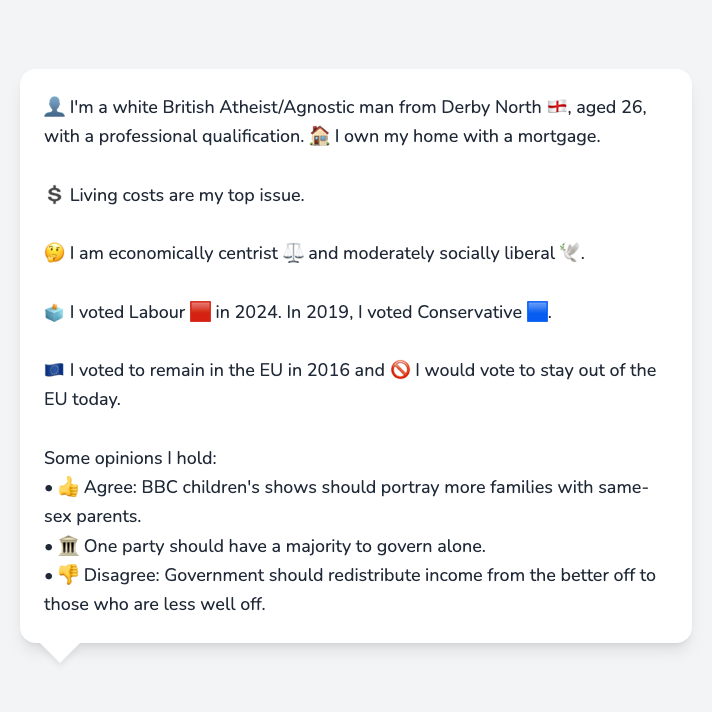 👤 I'm a white British Atheist/Agnostic man from Derby North 🏴󠁧󠁢󠁥󠁮󠁧󠁿, aged 26,
with a professional qualification. 🏠 I own my home with a mortgage.
💲 Living costs are my top issue.
🤔 I am economically centrist ⚖️ and moderately socially liberal 🕊️.
🗳️ I voted Labour 🟥 in 2024. In 2019, I voted Conservative 🟦.
🇪🇺 I voted to remain in the EU in 2016 and 🚫 I would vote to stay out of the
EU today.
Some opinions I hold:
• 👍 Agree: BBC children's shows should portray more families with same-
sex parents.
• 🏛️ One party should have a majority to govern alone.
• 👎 Disagree: Government should redistribute income from the better off to
those who are less well off.